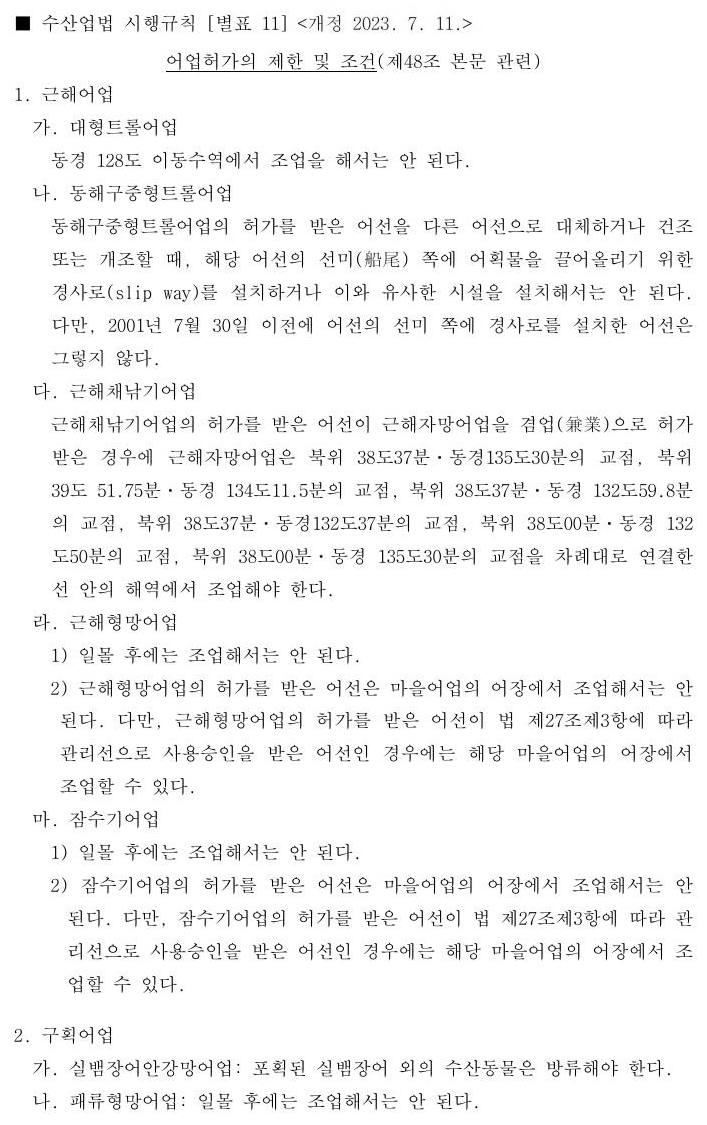 ■ 수산업법 시행규칙 [별표 11] <개정 2023. 7. 11.>
어업허가의 제한 및 조건(제48조 본문 관련)
1. 근해어업
가. 대형트롤어업
동경 128도 이동수역에서 조업을 해서는 안 된다.
나. 동해구중형트롤어업
동해구중형트롤어업의 허가를 받은 어선을 다른 어선으로 대체하거나 건조
또는 개조할 때, 해당 어선의 선미(船尾) 쪽에 어획물을 끌어올리기 위한
경사로(slip way)를 설치하거나 이와 유사한 시설을 설치해서는 안 된다.
다만, 2001년 7월 30일 이전에 어선의 선미 쪽에 경사로를 설치한 어선은
그렇지 않다.
다. 근해채낚기어업
근해채낚기어업의 허가를 받은 어선이 근해자망어업을 겸업(兼業)으로 허가
받은 경우에 근해자망어업은 북위 38도37분·동경135도30분의 교점, 북위
39도 51.75분·동경 134도11.5분의 교점, 북위 38도37분·동경 132도59.8분
의 교점, 북위 38도37분·동경132도37분의 교점, 북위 38도00분·동경 132
도50분의 교점, 북위 38도00분·동경 135도30분의 교점을 차례대로 연결한
선 안의 해역에서 조업해야 한다.
라. 근해형망어업
1) 일몰 후에는 조업해서는 안 된다.
2) 근해형망어업의 허가를 받은 어선은 마을어업의 어장에서 조업해서는 안
된다. 다만, 근해형망어업의 허가를 받은 어선이 법 제27조제3항에 따라
관리선으로 사용승인을 받은 어선인 경우에는 해당 마을어업의 어장에서
조업할 수 있다.
마. 잠수기어업
1) 일몰 후에는 조업해서는 안 된다.
2) 잠수기어업의 허가를 받은 어선은 마을어업의 어장에서 조업해서는 안
된다. 다만, 잠수기어업의 허가를 받은 어선이 법 제27조제3항에 따라 관
리선으로 사용승인을 받은 어선인 경우에는 해당 마을어업의 어장에서 조
업할 수 있다.
2. 구획어업
가. 실뱀장어안강망어업: 포획된 실뱀장어 외의 수산동물은 방류해야 한다.
나. 패류형망어업: 일몰 후에는 조업해서는 안 된다.